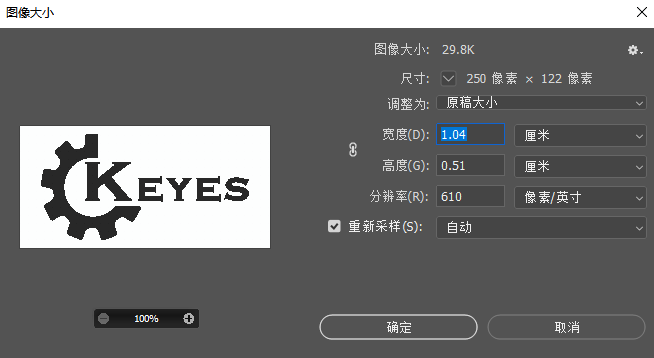 图像大小
图像大小: 29.8K
尺寸: 250 像素 × 122 像素
调整为: 原稿大小
宽度(D): 1.04 厘米
高度(G): 0.51 厘米
分辨率(R): 610 像素/英寸
重新采样(S): 自动
KEYES
100%
确定 取消